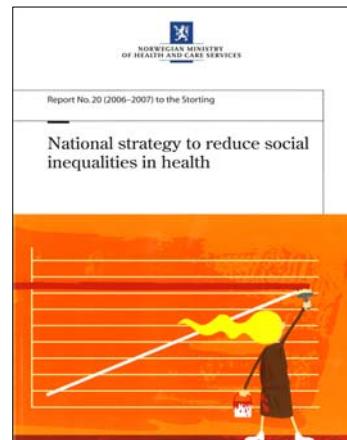 NORWEGIAN MINISTRY
OF HEALTH AND CARE SERVICES
Report No. 20 (2006–2007) to the Storting
National strategy to reduce social
inequalities in health